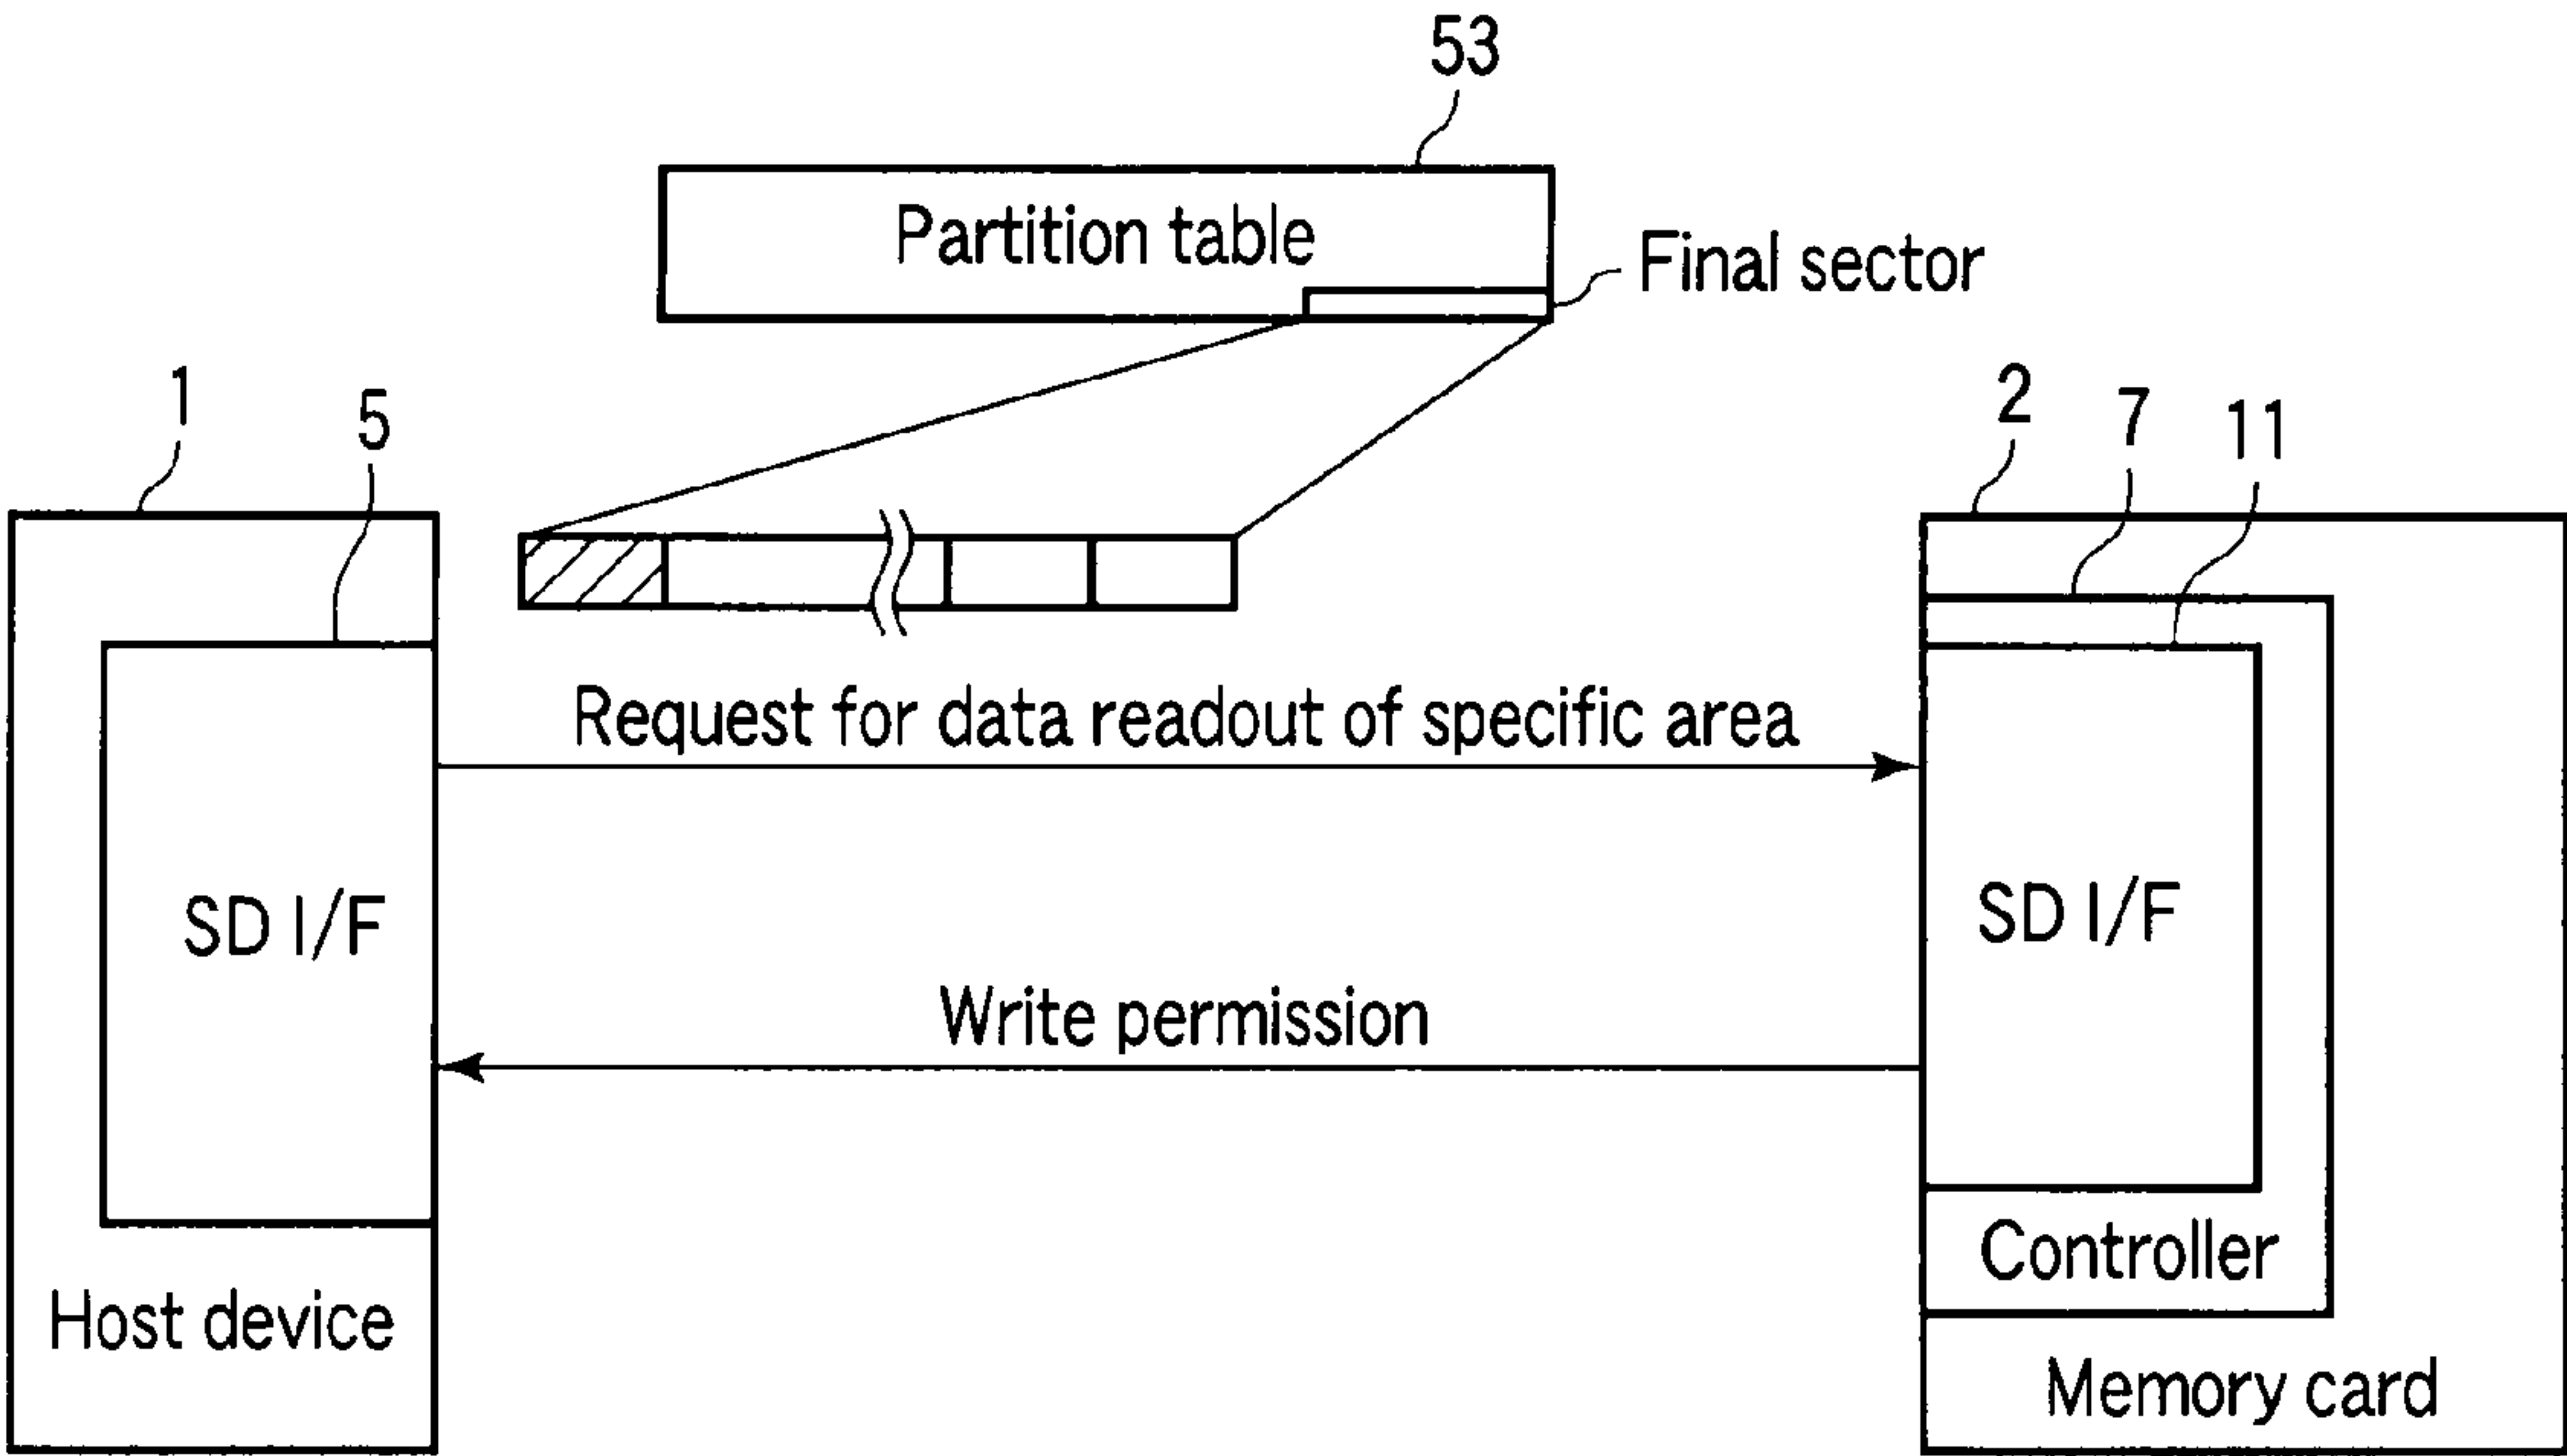 53
Partition table
Final sector
1
5
2
7
11
Request for data readout of specific area
SD I/F
SD I/F
Write permission
Controller
Host device
Memory card